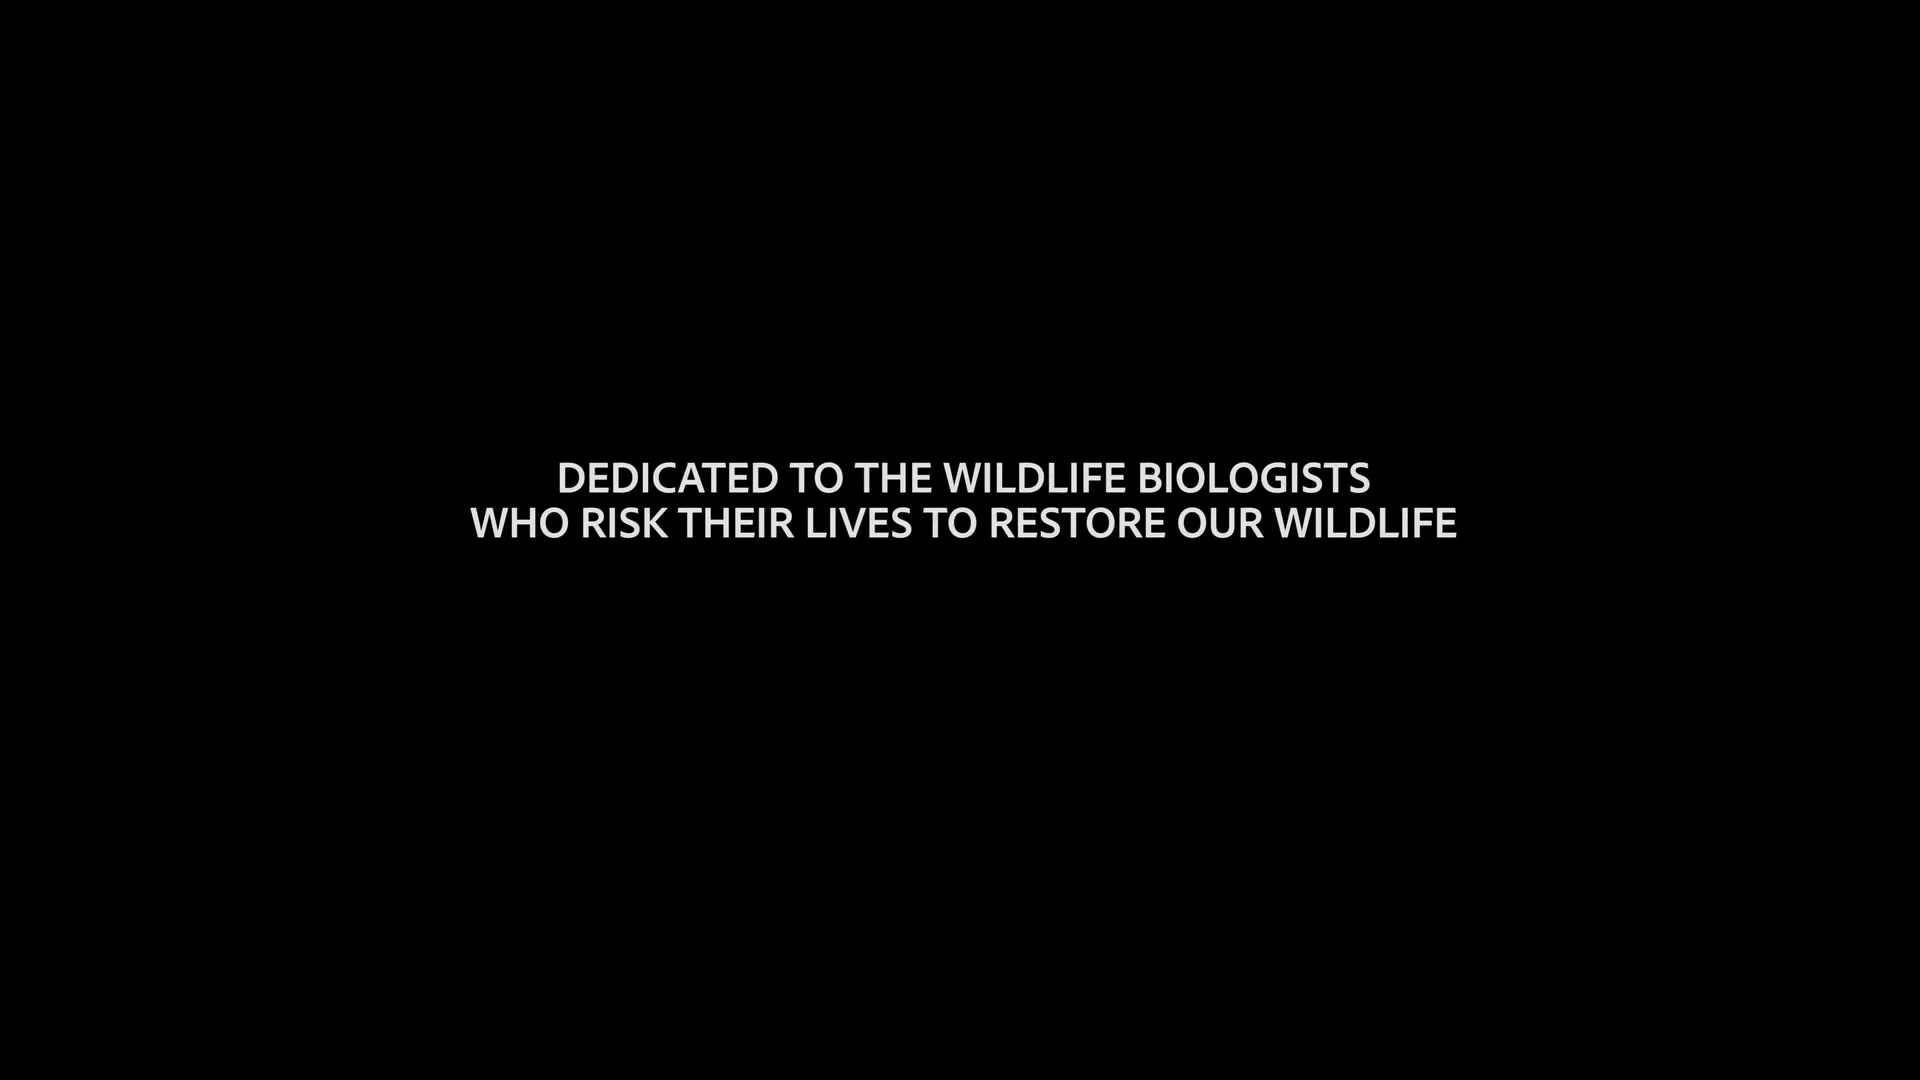 DEDICATED TO THE WILDLIFE BIOLOGISTS
WHO RISK THEIR LIVES TO RESTORE OUR WILDLIFE